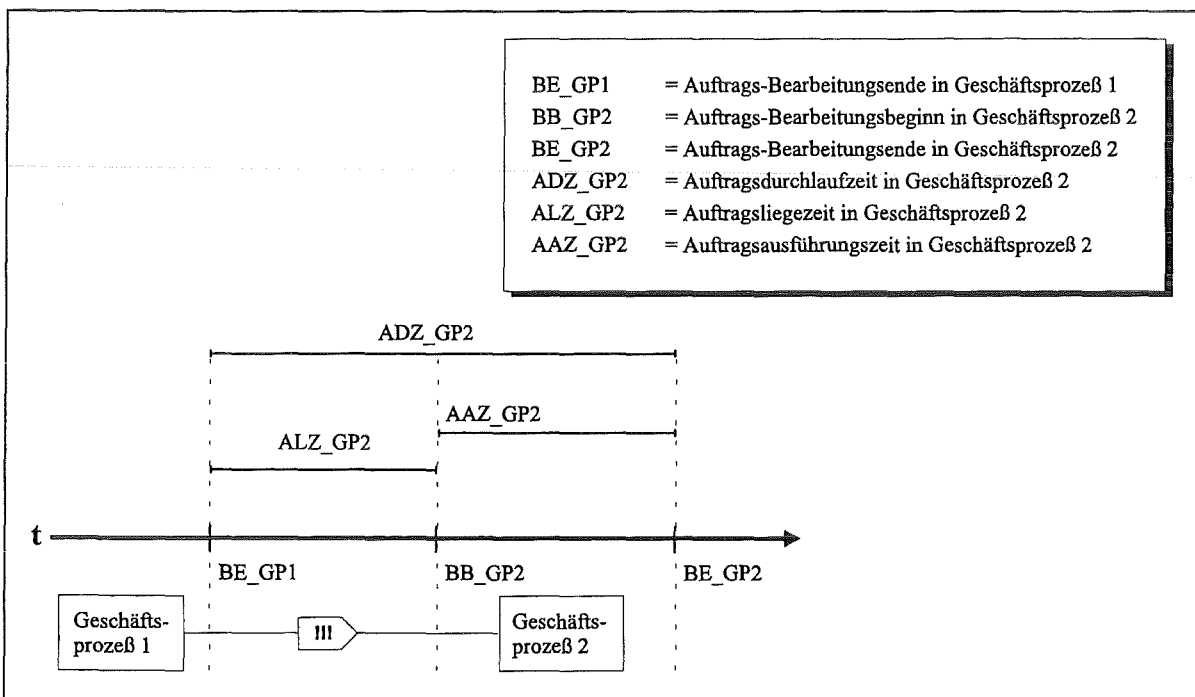 BE_GP1 = Auftrags-Bearbeitungsende in Geschäftsprozeß 1
BB_GP2 = Auftrags-Bearbeitungsbeginn in Geschäftsprozeß 2
BE_GP2 = Auftrags-Bearbeitungsende in Geschäftsprozeß 2
ADZ_GP2 = Auftragsdurchlaufzeit in Geschäftsprozeß 2
ALZ_GP2 = Auftragsliegezeit in Geschäftsprozeß 2
AAZ_GP2 = Auftragsausführungszeit in Geschäftsprozeß 2
ADZ_GP2
AAZ_GP2
ALZ_GP2
t
BE_GP1 BB_GP2 BE_GP2
Geschäfts-
prozeß 1
!!!
Geschäfts-
prozeß 2